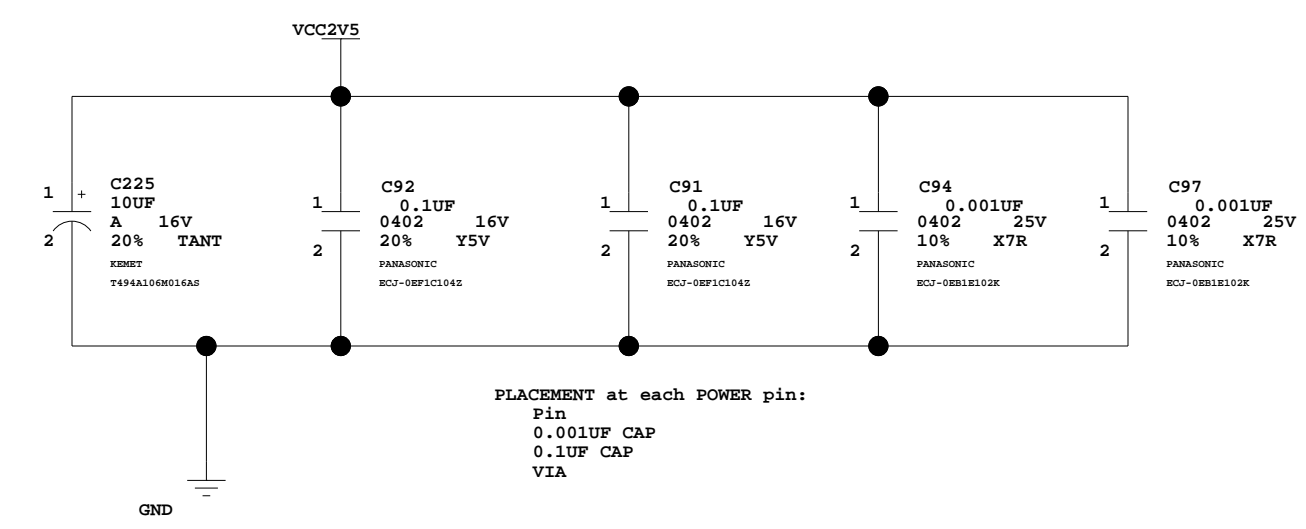 VCC2V5
1 + C225
10UF
A 16V
2 20% TANT
KEMET
T494A106M016AS
C92
1 0.1UF
0402 16V
20% Y5V
2
PANASONIC
ECJ-0EF1C104Z
C91
1 0.1UF
0402 16V
20% Y5V
2
PANASONIC
ECJ-0EF1C104Z
C94
1 0.001UF
0402 25V
10% X7R
2
PANASONIC
ECJ-0EB1E102K
C97
1 0.001UF
0402 25V
10% X7R
2
PANASONIC
ECJ-0EB1E102K
PLACEMENT at each POWER pin:
Pin
0.001UF CAP
0.1UF CAP
VIA
GND